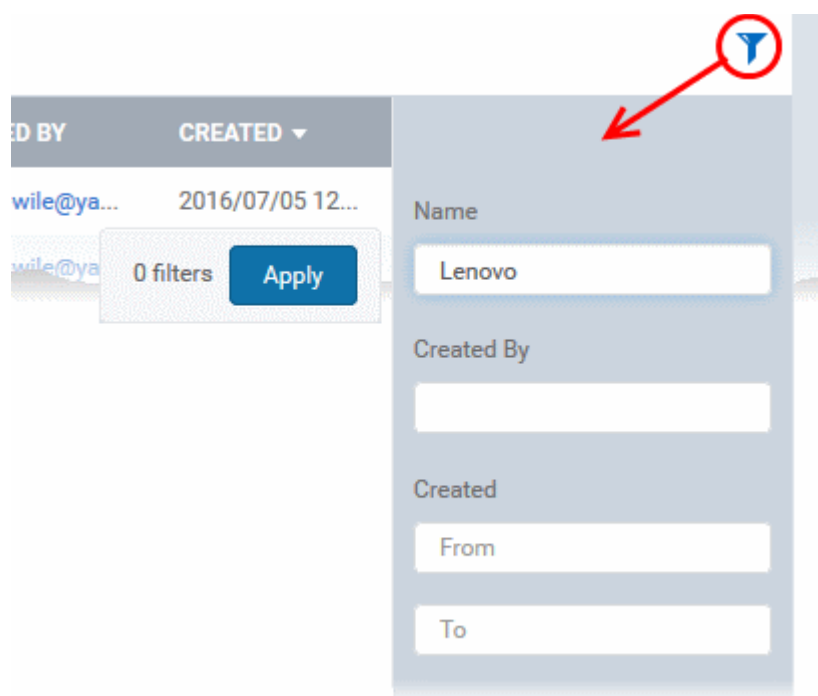 ED BY CREATED
wile@ya... 2016/07/05 12...
wile@ya
0 filters Apply
Name
Lenovo
Created By
Created
From
To